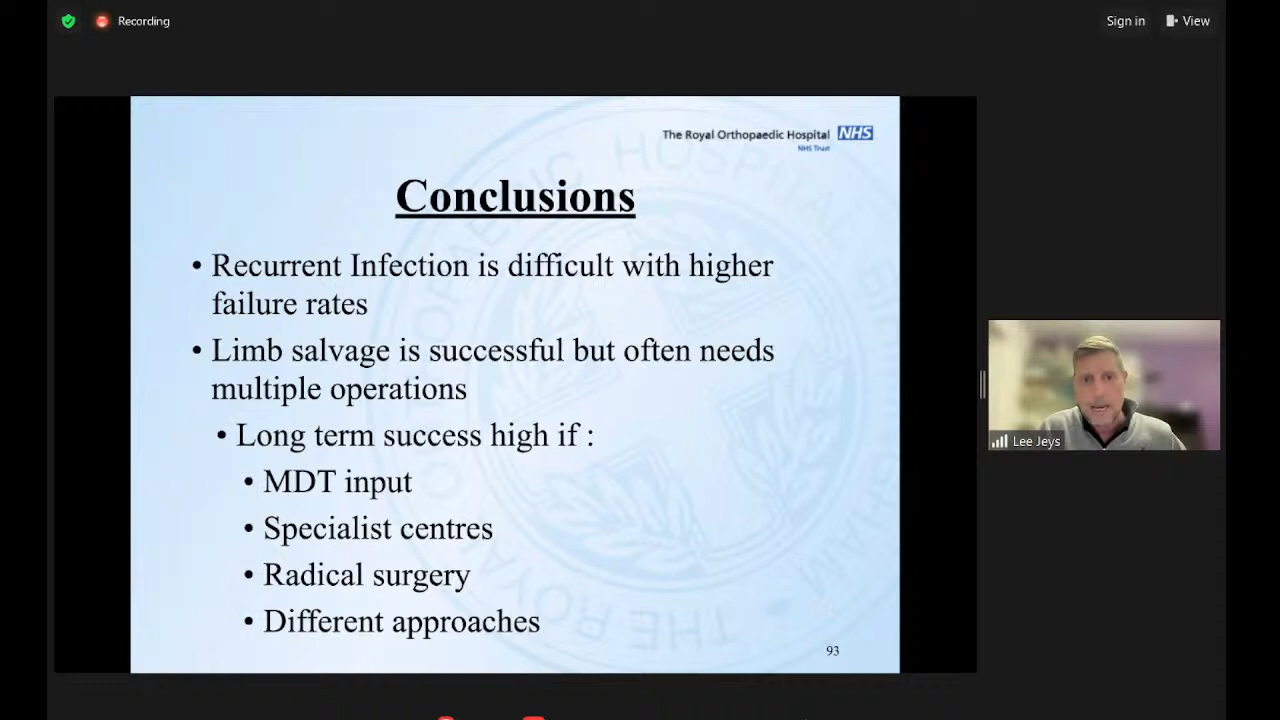 Recording
Sign in
View
The Royal Orthopaedic Hospital NHS
NHS Trust
Conclusions
• Recurrent Infection is difficult with higher
failure rates
• Limb salvage is successful but often needs
multiple operations
• Long term success high if :
• MDT input
• Specialist centres
• Radical surgery
• Different approaches
93
Lee Jeys